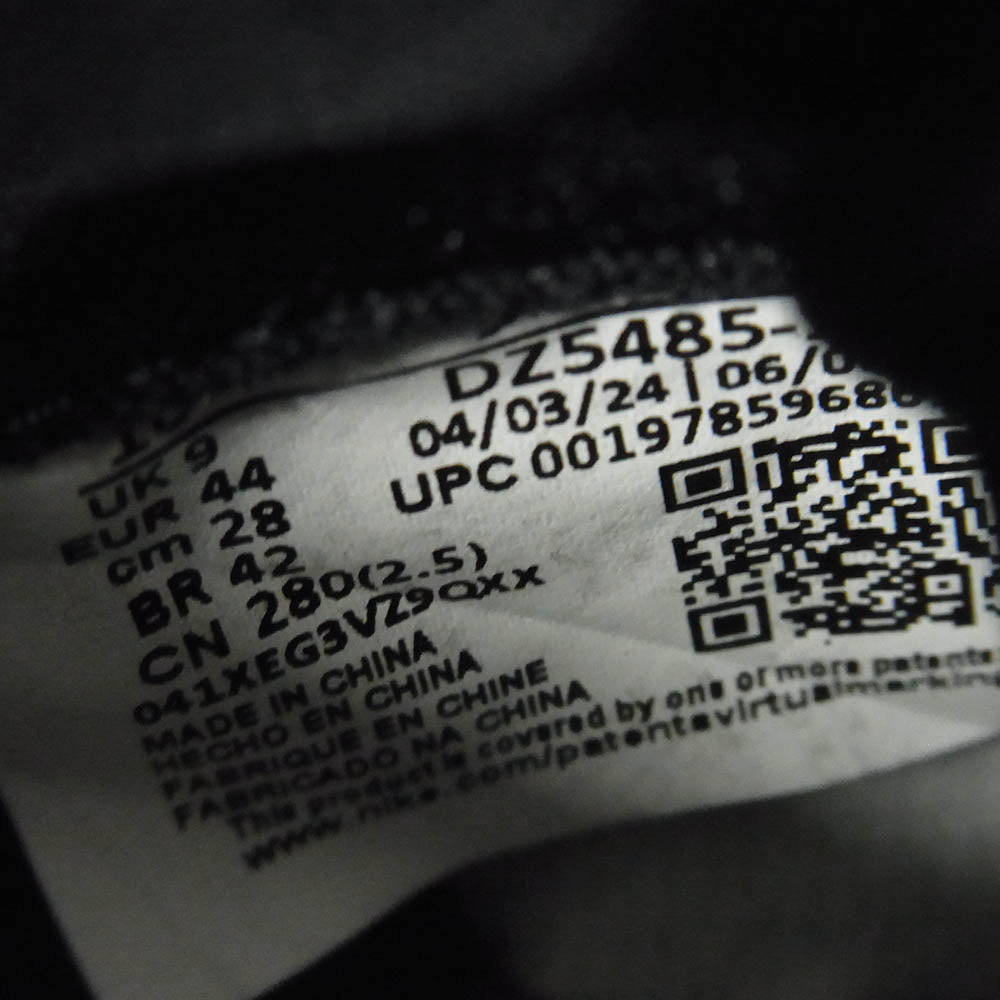 DZ5485-
04/03/24 | 06/0
UPC 0019785968
UK 9
EUR 44
cm 28
BR 42
CN 280(2.5)
041XEG3VZ9QXX
MADE IN CHINA
HECHO EN CHINA
FABRIQUE EN CHINE
FABRICADO NA CHINA
This product is covered by one or more patents
www.nike.com/patentsvirtualmarking